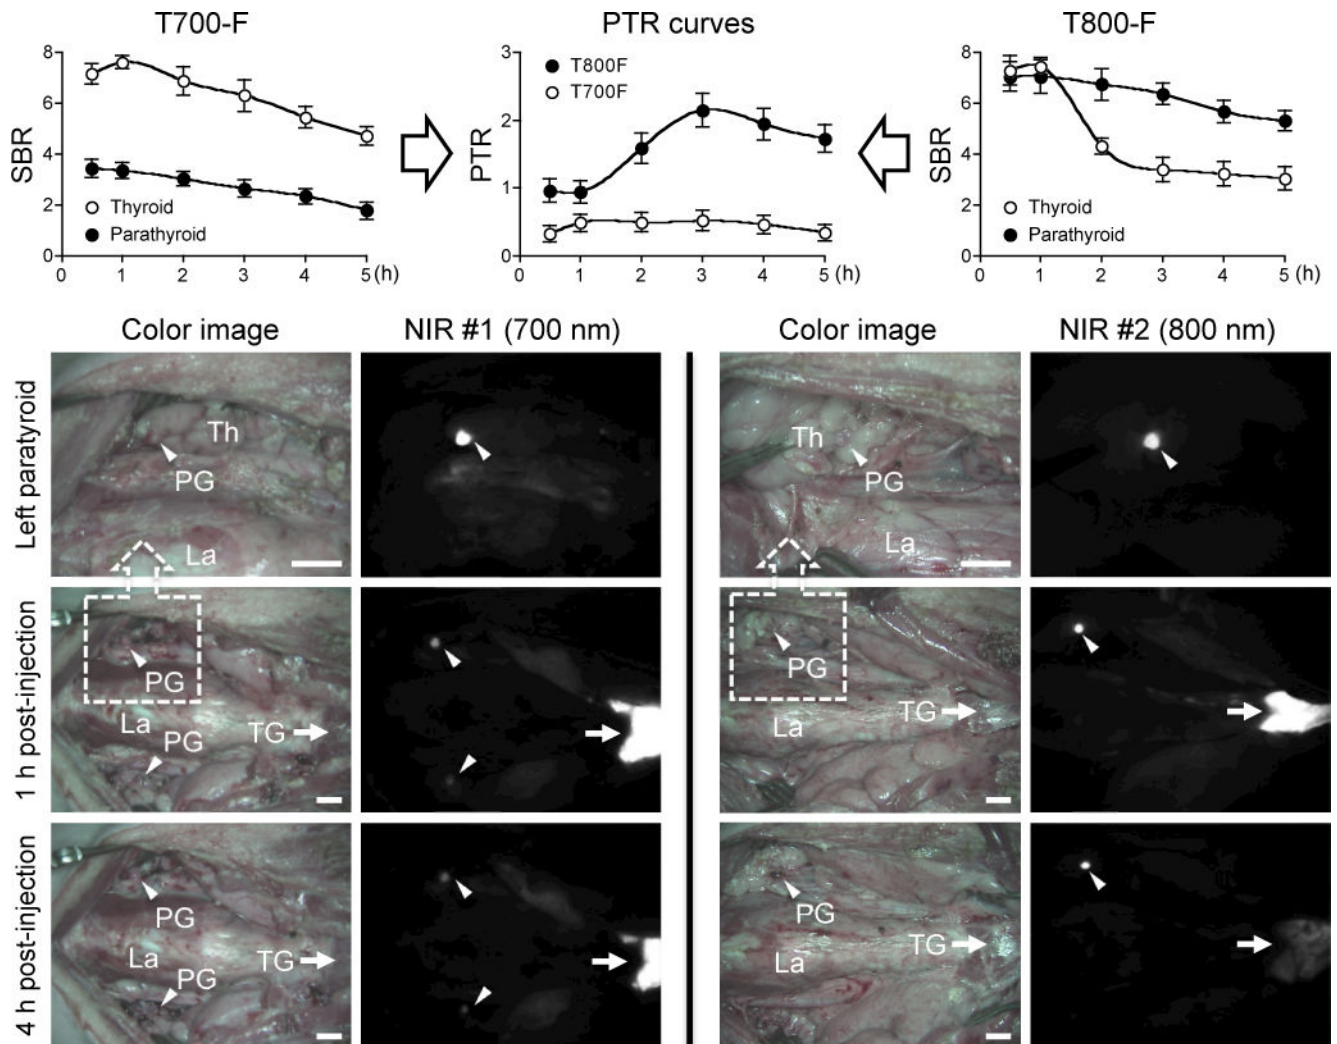 T700-F
PTR curves
T800-F
8
6
4
2
0
SBR
Thyroid
Parathyroid
0
1
2
3
4
5
(h)
3
2
1
0
PTR
T800F
T700F
0
1
2
3
4
5
(h)
8
6
4
2
0
SBR
Thyroid
Parathyroid
0
1
2
3
4
5
(h)
Color image
NIR #1 (700 nm)
Color image
NIR #2 (800 nm)
Left paratyroid
Th
PG
La
Th
PG
La
1 h post-injection
PG
La
PG
TG
PG
La
TG
4 h post-injection
PG
La
PG
TG
PG
La
TG